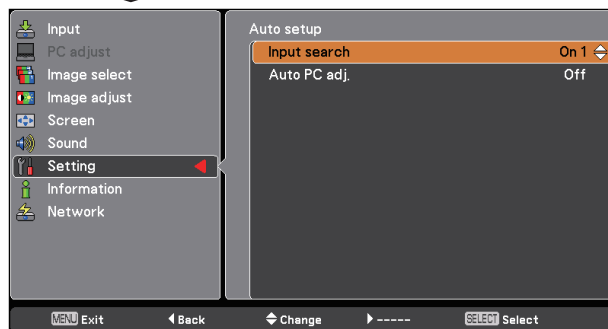 Input
PC adjust
Image select
Image adjust
Screen
Sound
Setting
Information
Network
Auto setup
Input search On 1
Auto PC adj. Off
MENU Exit Back Change ----- SELECT Select